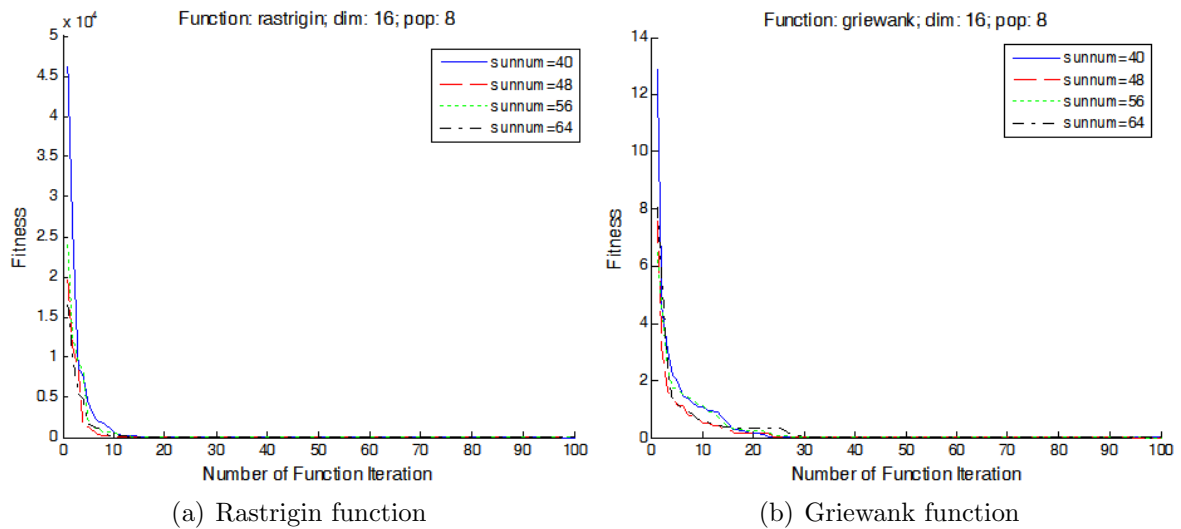 Function: rastrigin; dim: 16; pop: 8
x 10⁴
5
4.5
4
3.5
3
2.5
2
1.5
1
0.5
0
Fitness
sunnum=40
sunnum=48
sunnum=56
sunnum=64
0 10 20 30 40 50 60 70 80 90 100
Number of Function Iteration
(a) Rastrigin function
Function: griewank; dim: 16; pop: 8
14
12
10
8
6
4
2
0
Fitness
sunnum=40
sunnum=48
sunnum=56
sunnum=64
0 10 20 30 40 50 60 70 80 90 100
Number of Function Iteration
(b) Griewank function